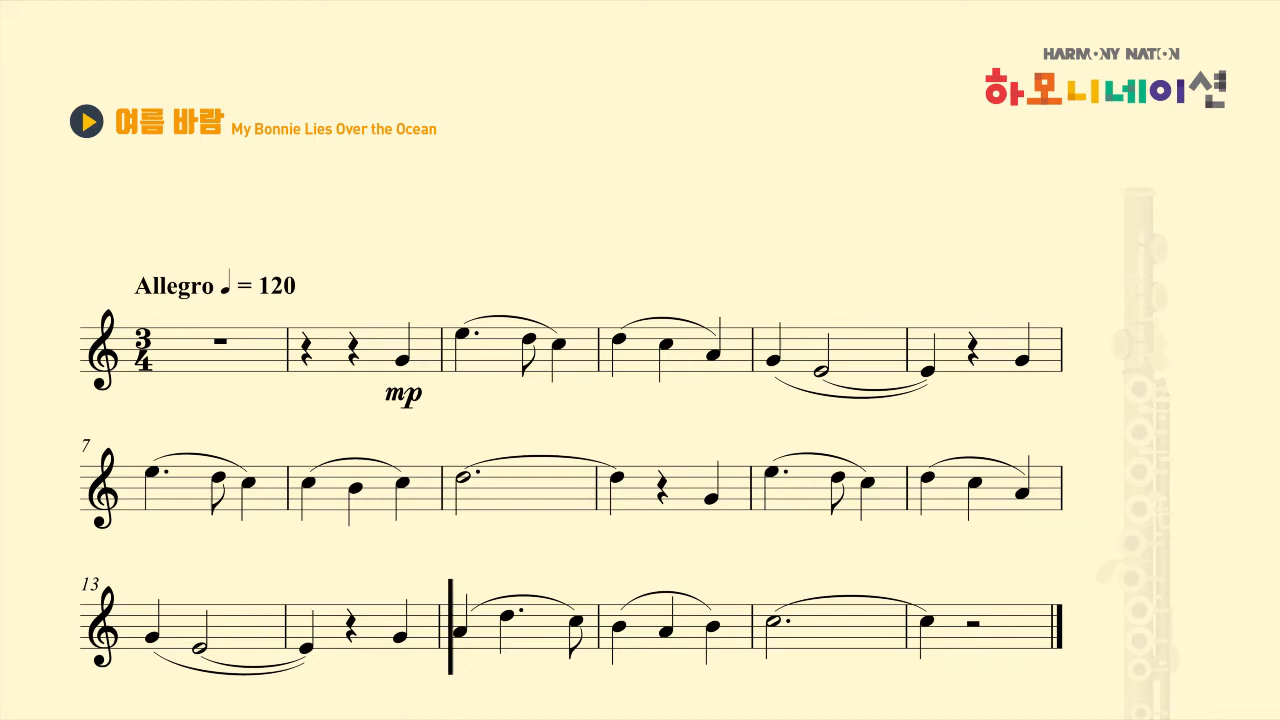 HARMONY NATION
하모니네이션
여름 바람 My Bonnie Lies Over the Ocean
Allegro ♩ = 120
3
4
mp
7
13